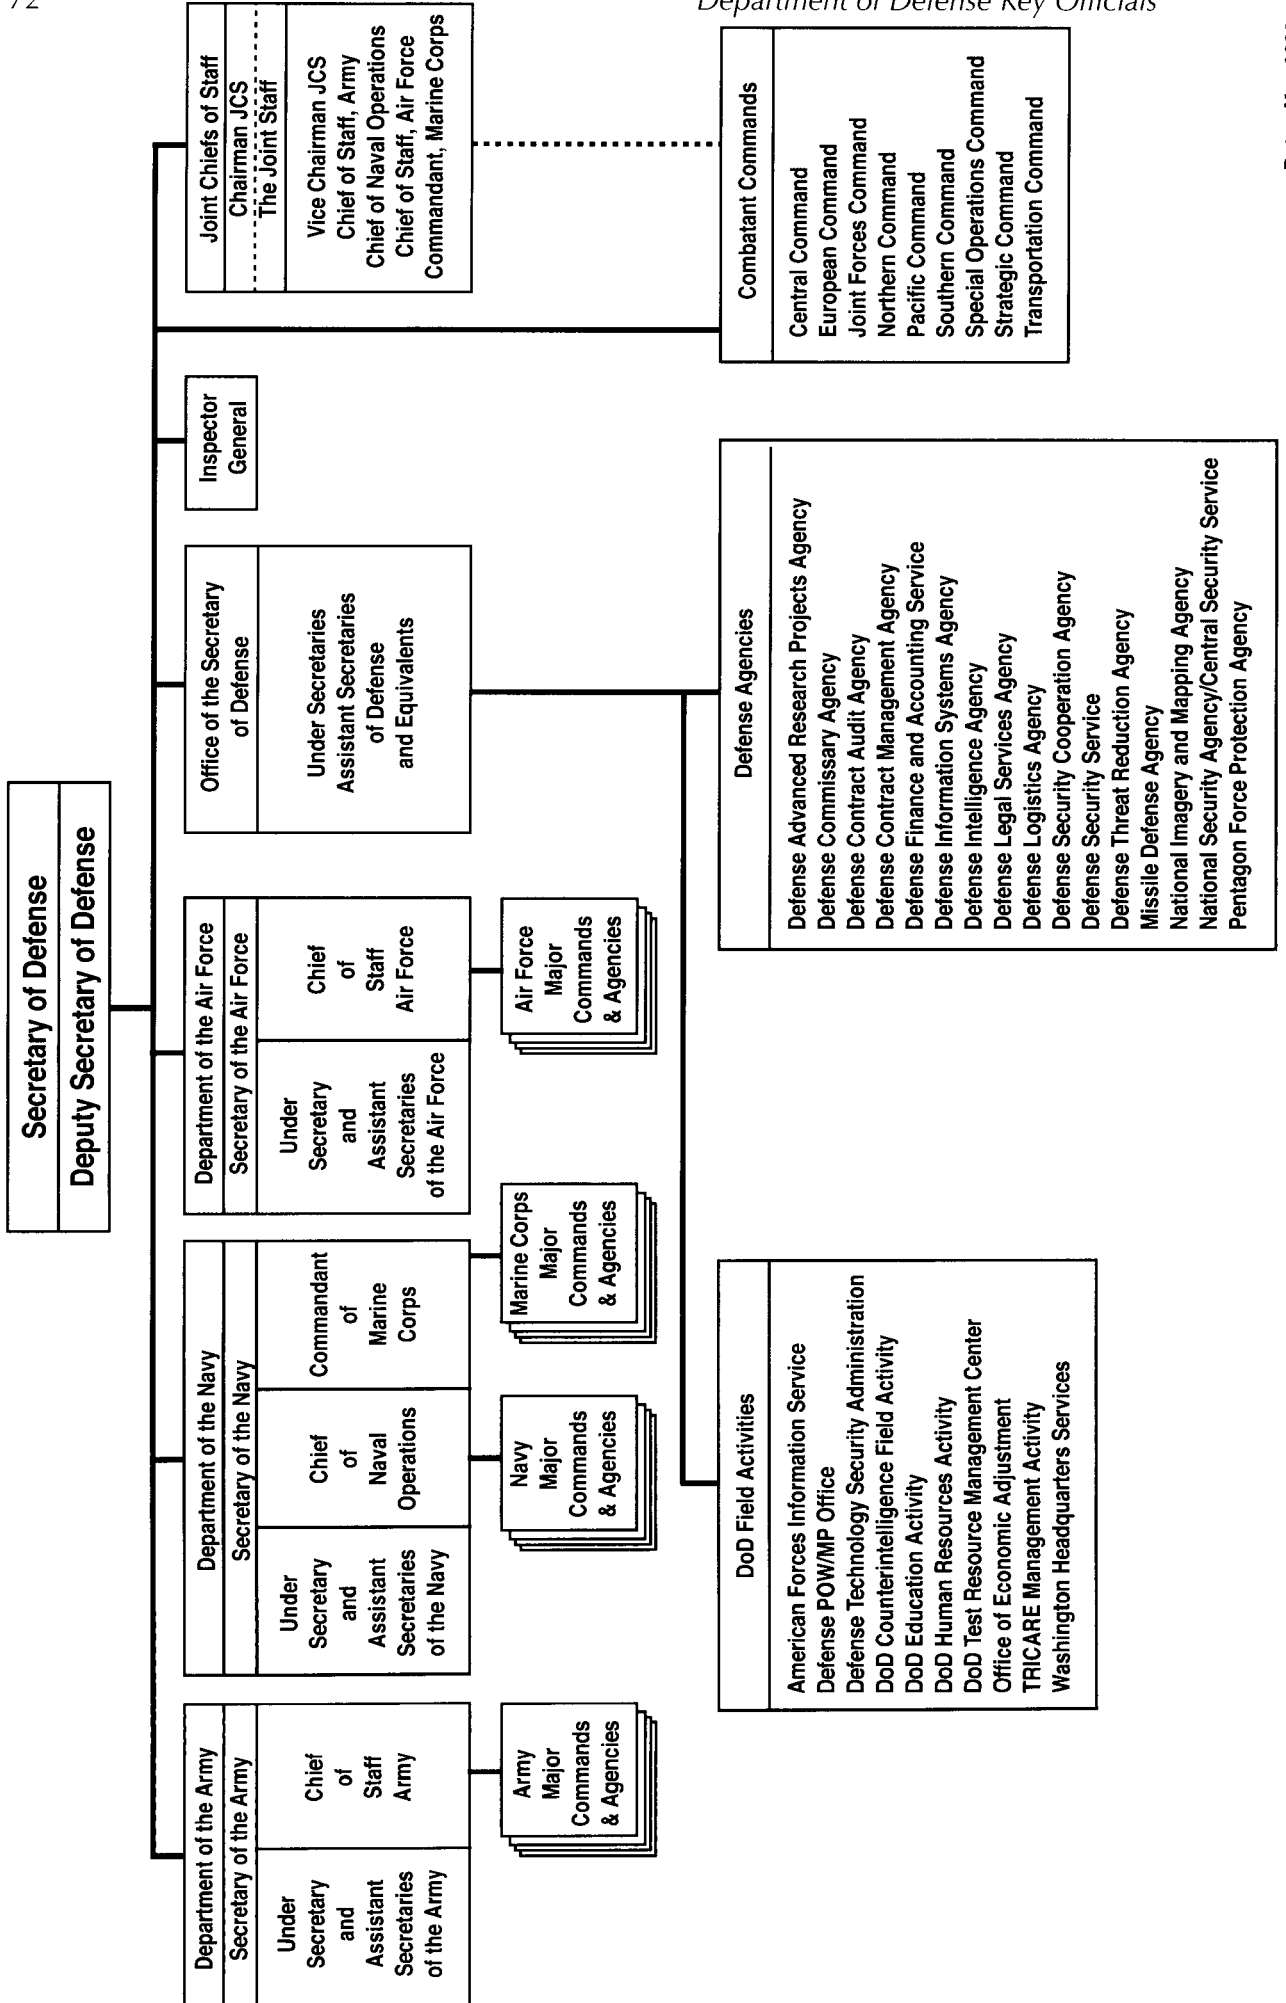 72
Department of Defense Key Officials
Secretary of Defense
Deputy Secretary of Defense
Department of the Army
Secretary of the Army
Under
Secretary
and
Assistant
Secretaries
of the Army
Chief
of
Staff
Army
Army
Major
Commands
& Agencies
Department of the Navy
Secretary of the Navy
Under
Secretary
and
Assistant
Secretaries
of the Navy
Chief
of
Naval
Operations
Commandant
of
Marine
Corps
Navy
Major
Commands
& Agencies
Marine Corps
Major
Commands
& Agencies
Department of the Air Force
Secretary of the Air Force
Under
Secretary
and
Assistant
Secretaries
of the Air Force
Chief
of
Staff
Air Force
Air Force
Major
Commands
& Agencies
Office of the Secretary
of Defense
Under Secretaries
Assistant Secretaries
of Defense
and Equivalents
Inspector
General
Joint Chiefs of Staff
Chairman JCS
The Joint Staff
Vice Chairman JCS
Chief of Staff, Army
Chief of Naval Operations
Chief of Staff, Air Force
Commandant, Marine Corps
DoD Field Activities
American Forces Information Service
Defense POW/MP Office
Defense Technology Security Administration
DoD Counterintelligence Field Activity
DoD Education Activity
DoD Human Resources Activity
DoD Test Resource Management Center
Office of Economic Adjustment
TRICARE Management Activity
Washington Headquarters Services
Defense Agencies
Defense Advanced Research Projects Agency
Defense Commissary Agency
Defense Contract Audit Agency
Defense Contract Management Agency
Defense Finance and Accounting Service
Defense Information Systems Agency
Defense Intelligence Agency
Defense Legal Services Agency
Defense Logistics Agency
Defense Security Cooperation Agency
Defense Security Service
Defense Threat Reduction Agency
Missile Defense Agency
National Imagery and Mapping Agency
National Security Agency/Central Security Service
Pentagon Force Protection Agency
Combatant Commands
Central Command
European Command
Joint Forces Command
Northern Command
Pacific Command
Southern Command
Special Operations Command
Strategic Command
Transportation Command